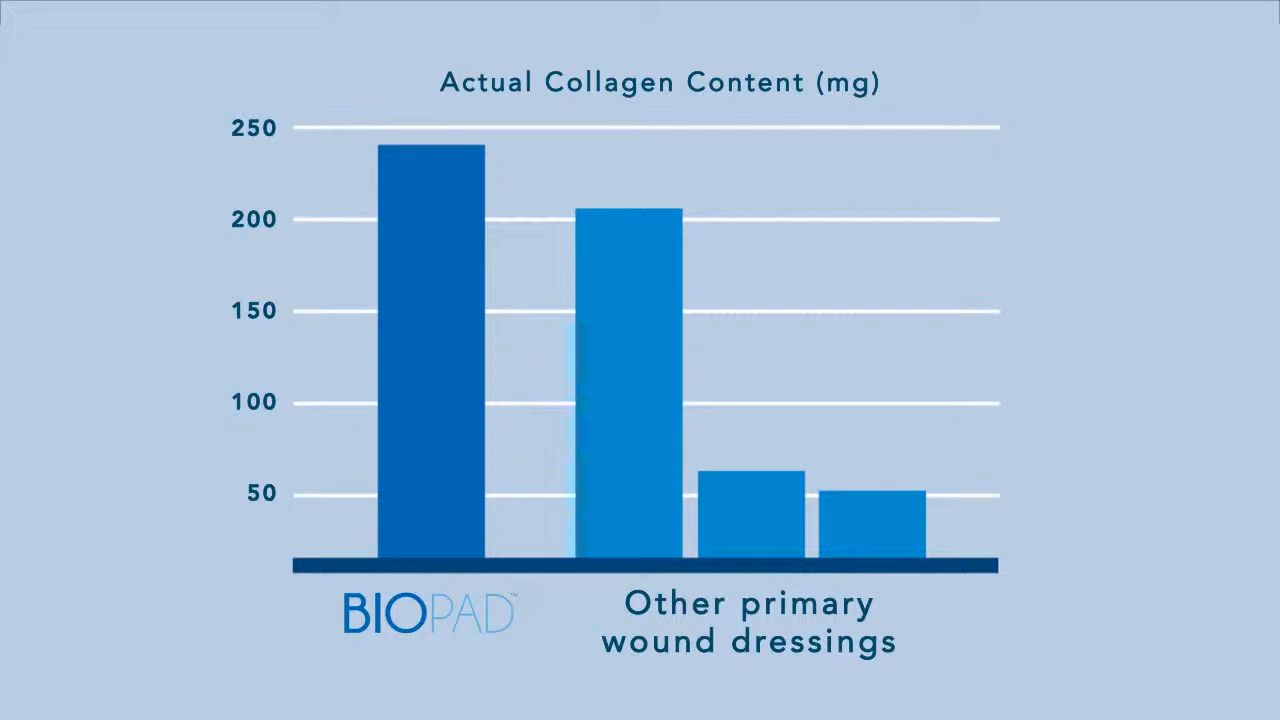 Actual Collagen Content (mg)
250
200
150
100
50
BIOPAD™
Other primary
wound dressings